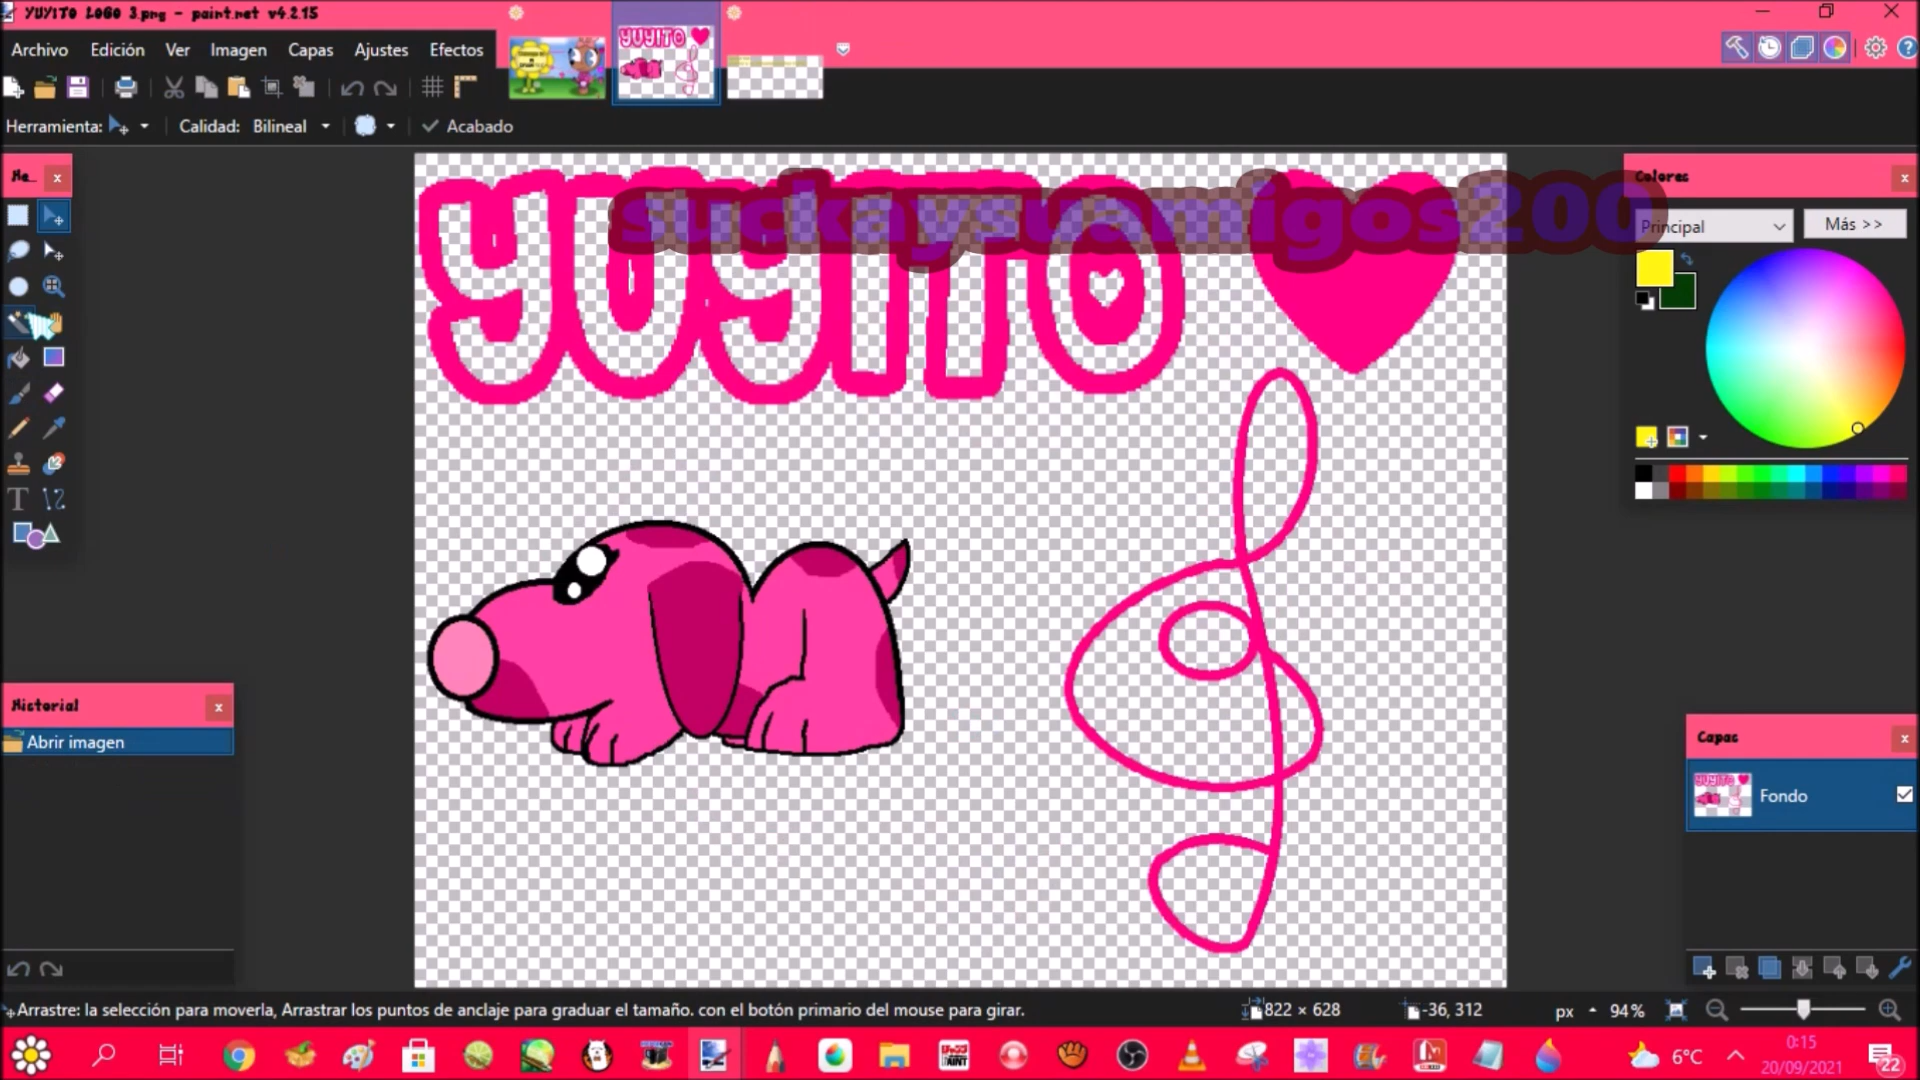 YUYITO LOGO 3.png - paint.net v4.2.15
Archivo Edición Ver Imagen Capas Ajustes Efectos
Herramienta: Calidad: Bilineal Acabado
He...
YUYITO
suckaysuamigos200
Colores
Principal Más >>
Historial
Abrir imagen
Capas
Fondo
Arrastre: la selección para moverla, Arrastrar los puntos de anclaje para graduar el tamaño. con el botón primario del mouse para girar.
822 × 628 -36, 312 px 94%
6°C 0:15
20/09/2021 22